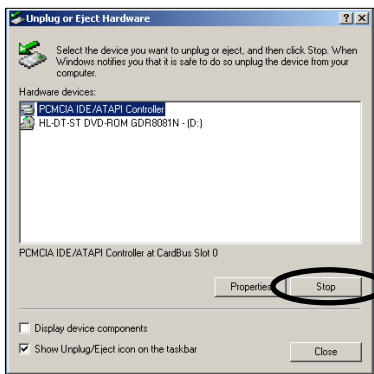 Unplug or Eject Hardware
Select the device you want to unplug or eject, and then click Stop. When
Windows notifies you that it is safe to do so unplug the device from your
computer.
Hardware devices:
PCMCIA IDE/ATAPI Controller
HL-DT-ST DVD-ROM GDR8081N - (D:)
PCMCIA IDE/ATAPI Controller at CardBus Slot 0
Properties Stop
Display device components
Show Unplug/Eject icon on the taskbar
Close